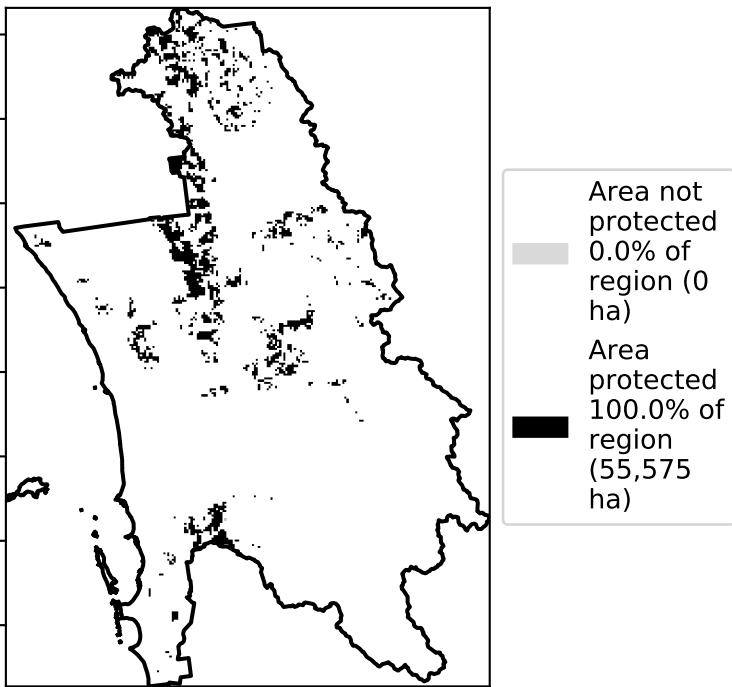 Area not
protected
0.0% of
region (0
ha)
Area
protected
100.0% of
region
(55,575
ha)